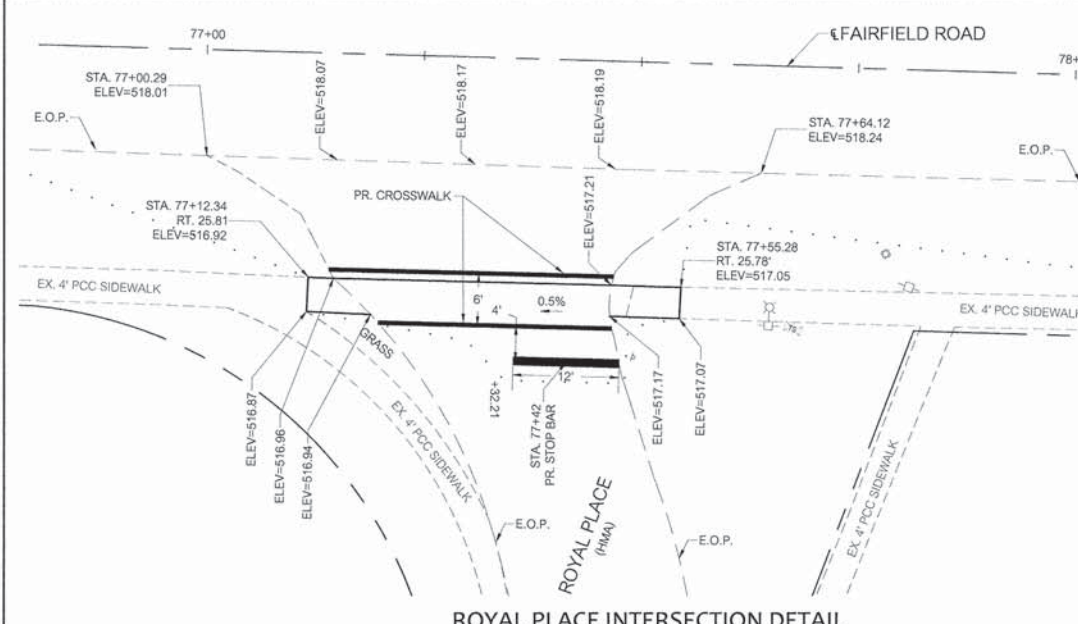 77+00
℄FAIRFIELD ROAD
78+
STA. 77+00.29
ELEV=518.01
ELEV=518.07
ELEV=518.17
ELEV=518.19
STA. 77+64.12
ELEV=518.24
E.O.P.
E.O.P.
PR. CROSSWALK
ELEV=517.21
STA. 77+12.34
RT. 25.81
ELEV=516.92
STA. 77+55.28
RT. 25.78'
ELEV=517.05
EX. 4' PCC SIDEWALK
6'
4'
0.5%
EX. 4' PCC SIDEWALK
GRASS
12'
+32.21
STA. 77+42
PR. STOP BAR
ELEV=516.87
ELEV=516.96
ELEV=516.94
ELEV=517.17
ELEV=517.07
EX. 4' PCC SIDEWALK
EX. 4' PCC SIDEWALK
E.O.P.
ROYAL PLACE
(HMA)
E.O.P.
ROYAL PLACE INTERSECTION DETAIL